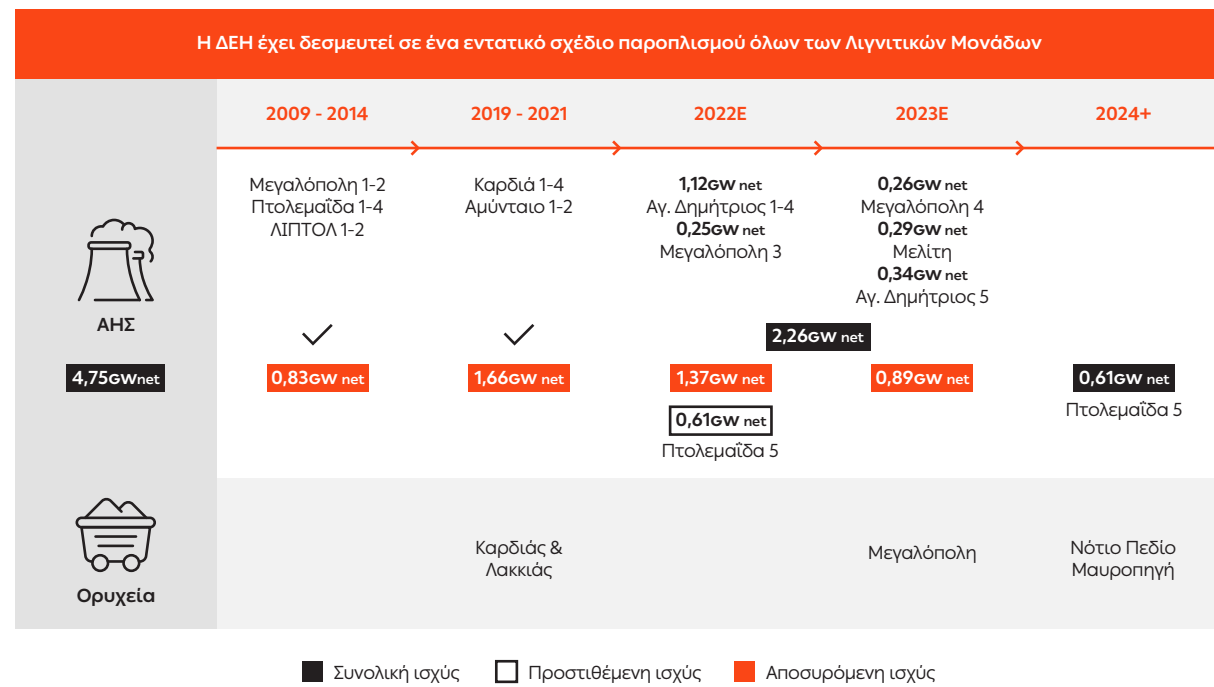 Η ΔΕΗ έχει δεσμευτεί σε ένα εντατικό σχέδιο παροπλισμού όλων των Λιγνιτικών Μονάδων
2009 - 2014
2019 - 2021
2022E
2023E
2024+
ΑΗΣ
4,75GWnet
Μεγαλόπολη 1-2
Πτολεμαΐδα 1-4
ΛΙΠΤΟΛ 1-2
0,83GW net
Καρδιά 1-4
Αμύνταιο 1-2
1,66GW net
1,12GW net
Αγ. Δημήτριος 1-4
0,25GW net
Μεγαλόπολη 3
0,26GW net
Μεγαλόπολη 4
0,29GW net
Μελίτη
0,34GW net
Αγ. Δημήτριος 5
2,26GW net
1,37GW net
0,61GW net
Πτολεμαΐδα 5
0,89GW net
0,61GW net
Πτολεμαΐδα 5
Ορυχεία
Καρδιάς &
Λακκιάς
Μεγαλόπολη
Νότιο Πεδίο
Μαυροπηγή
Συνολική ισχύς
Προστιθέμενη ισχύς
Αποσυρόμενη ισχύς